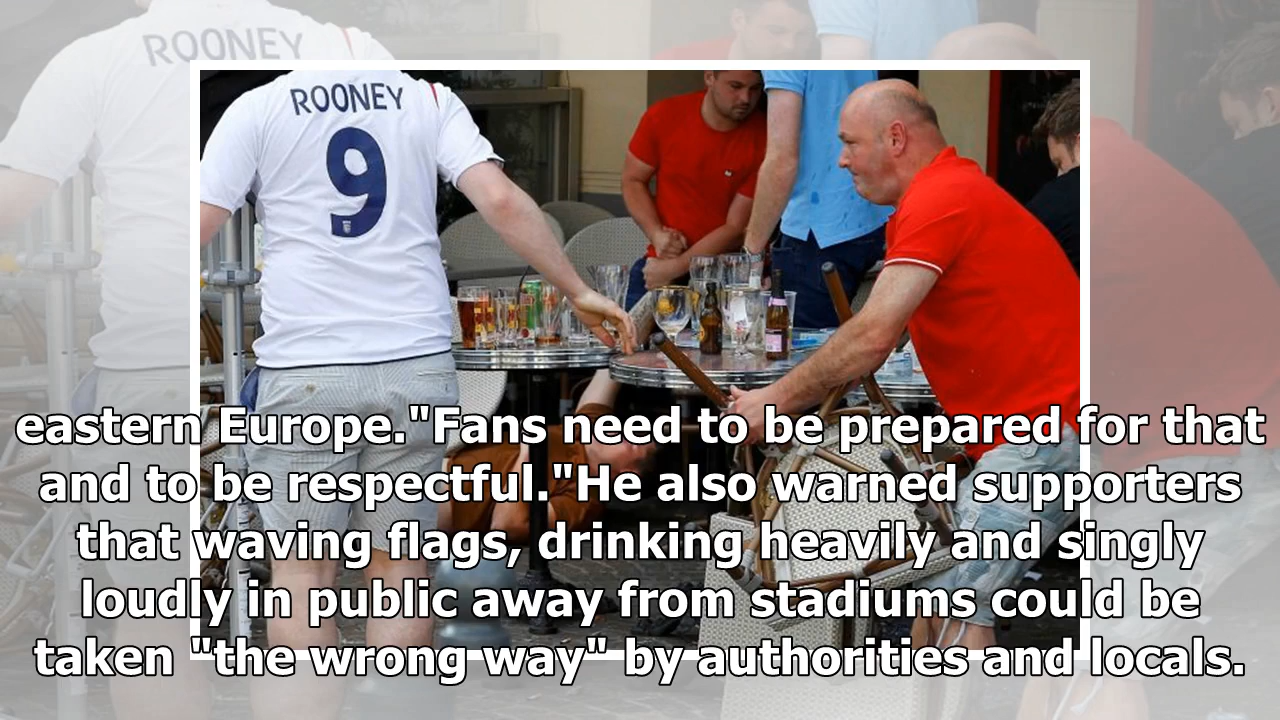 ROONEY
ROONEY
9
eastern Europe."Fans need to be prepared for that
and to be respectful."He also warned supporters
that waving flags, drinking heavily and singly
loudly in public away from stadiums could be
taken "the wrong way" by authorities and locals.